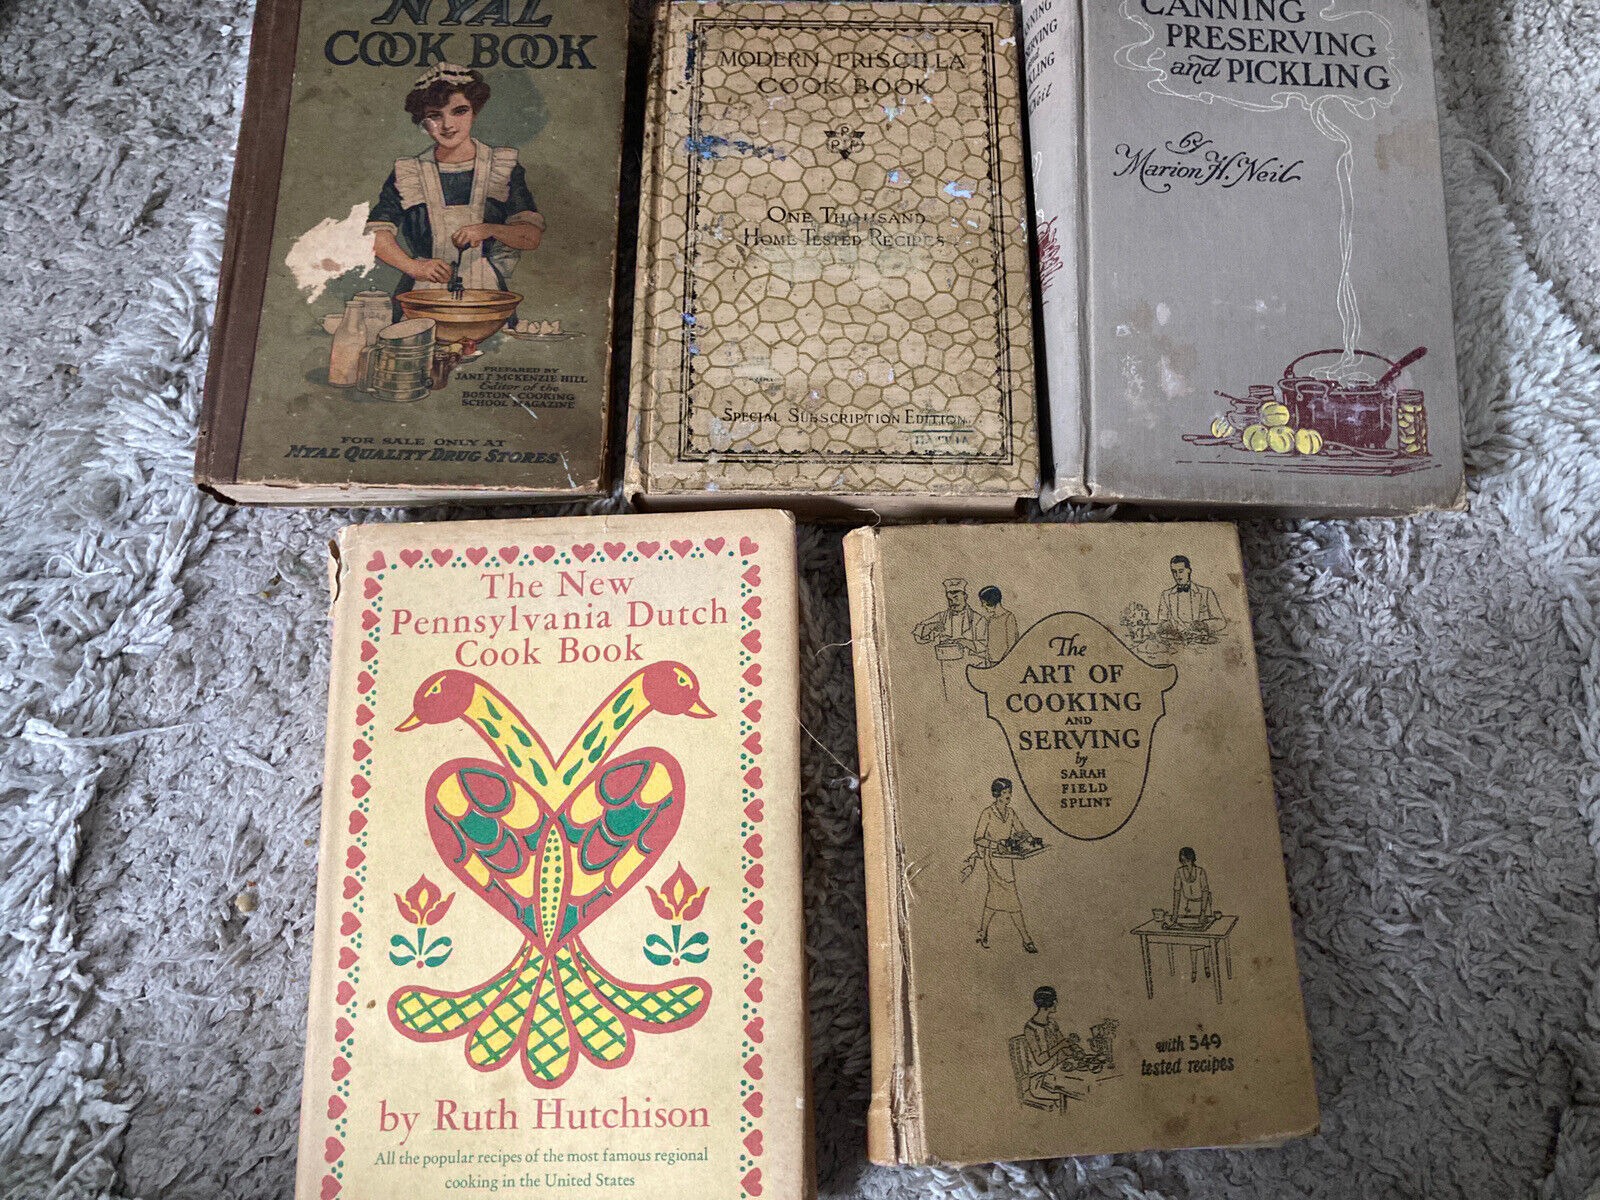 NYAL
COOK BOOK
PREPARED BY
JANET MCKENZIE HILL
Editor of the
BOSTON COOKING
SCHOOL MAGAZINE
FOR SALE ONLY AT
NYAL QUALITY DRUG STORES
MODERN PRISCILLA
COOK BOOK
P
P P
ONE THOUSAND
HOME TESTED RECIPES
SPECIAL SUBSCRIPTION EDITION
CANNING
PRESERVING
and PICKLING
by
Marion H. Neil
The New
Pennsylvania Dutch
Cook Book
by Ruth Hutchison
All the popular recipes of the most famous regional
cooking in the United States
The
ART OF
COOKING
AND
SERVING
by
SARAH
FIELD
SPLINT
with 549
tested recipes